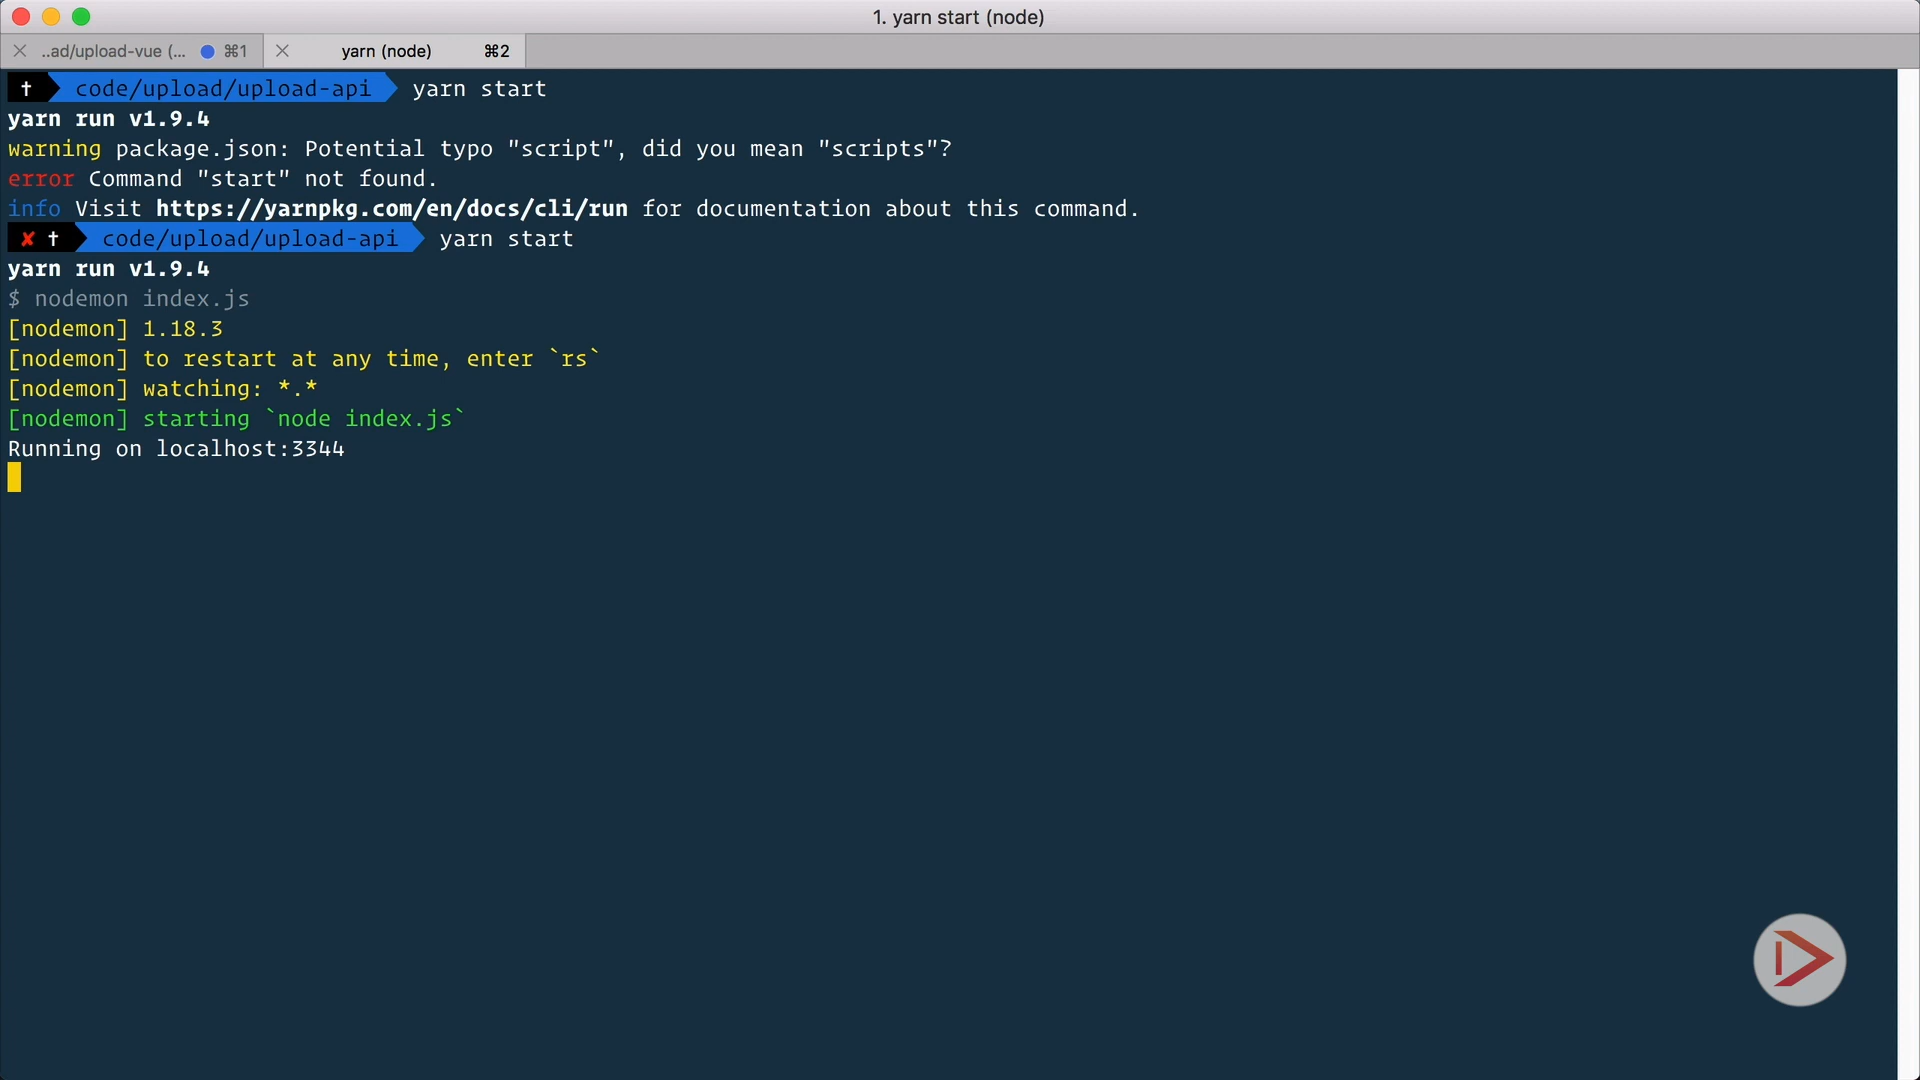 1. yarn start (node)
..ad/upload-vue (... ⌘1
yarn (node) ⌘2
† code/upload/upload-api yarn start
yarn run v1.9.4
warning package.json: Potential typo "script", did you mean "scripts"?
error Command "start" not found.
info Visit https://yarnpkg.com/en/docs/cli/run for documentation about this command.
✘ † code/upload/upload-api yarn start
yarn run v1.9.4
$ nodemon index.js
[nodemon] 1.18.3
[nodemon] to restart at any time, enter `rs`
[nodemon] watching: *.*
[nodemon] starting `node index.js`
Running on localhost:3344